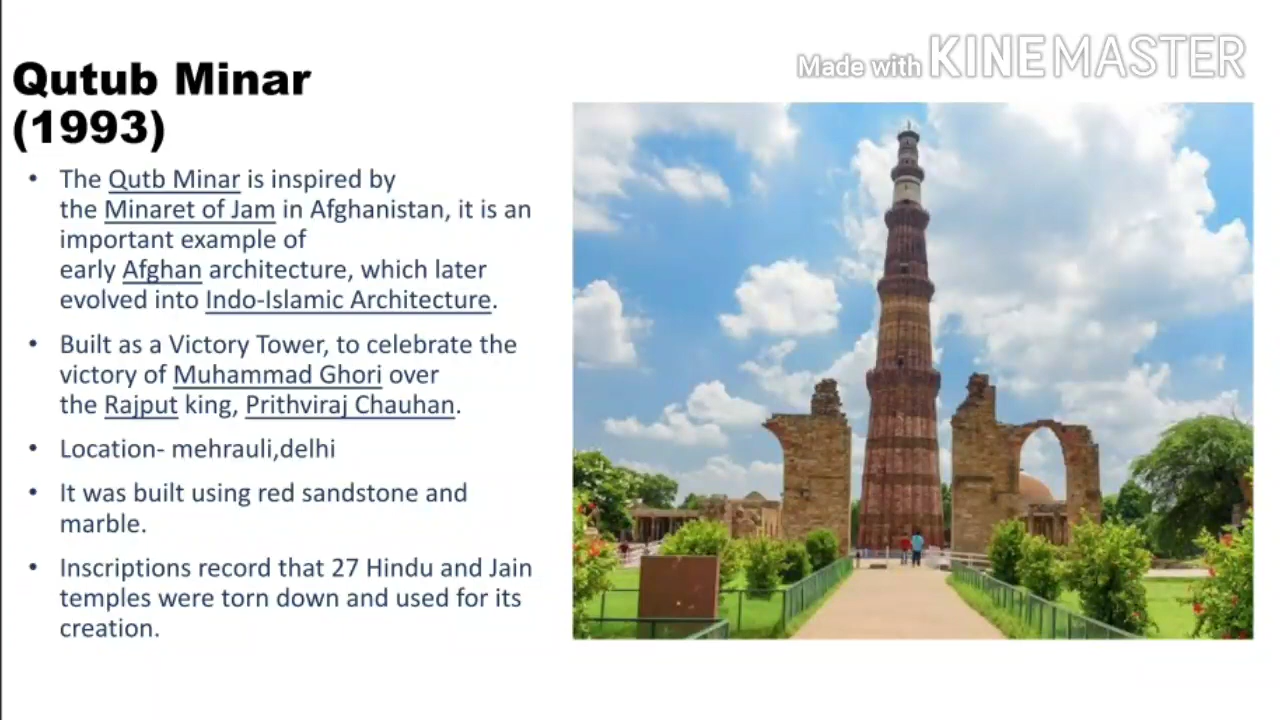 Made with KINEMASTER
Qutub Minar
(1993)
• The Qutb Minar is inspired by
the Minaret of Jam in Afghanistan, it is an
important example of
early Afghan architecture, which later
evolved into Indo-Islamic Architecture.
• Built as a Victory Tower, to celebrate the
victory of Muhammad Ghori over
the Rajput king, Prithviraj Chauhan.
• Location- mehrauli,delhi
• It was built using red sandstone and
marble.
• Inscriptions record that 27 Hindu and Jain
temples were torn down and used for its
creation.